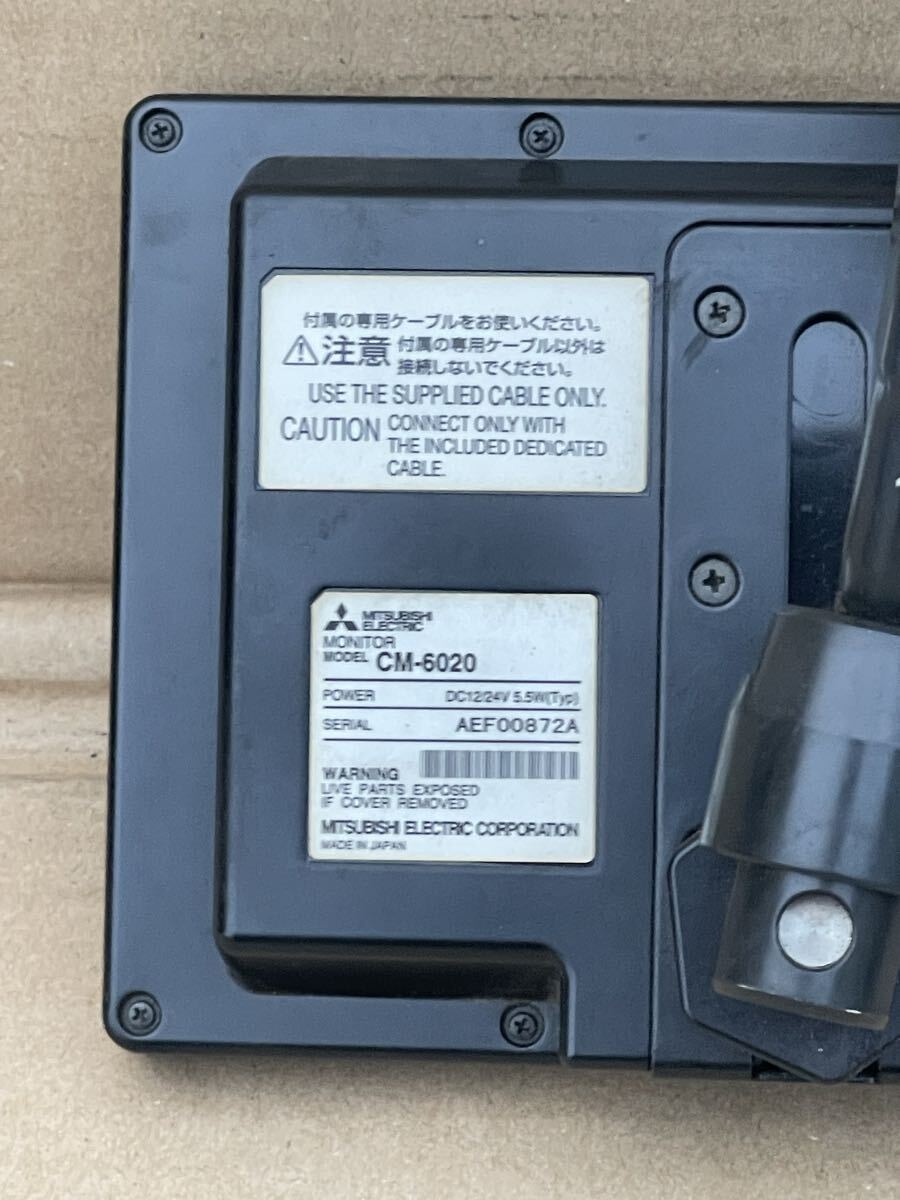 付属の専用ケーブルをお使いください。
⚠注意 付属の専用ケーブル以外は
接続しないでください。
USE THE SUPPLIED CABLE ONLY.
CAUTION CONNECT ONLY WITH
THE INCLUDED DEDICATED
CABLE.
MITSUBISHI
ELECTRIC
MONITOR
MODEL CM-6020
POWER DC12/24V 5.5W(Typ)
SERIAL AEF00872A
WARNING
LIVE PARTS EXPOSED
IF COVER REMOVED
MITSUBISHI ELECTRIC CORPORATION
MADE IN JAPAN